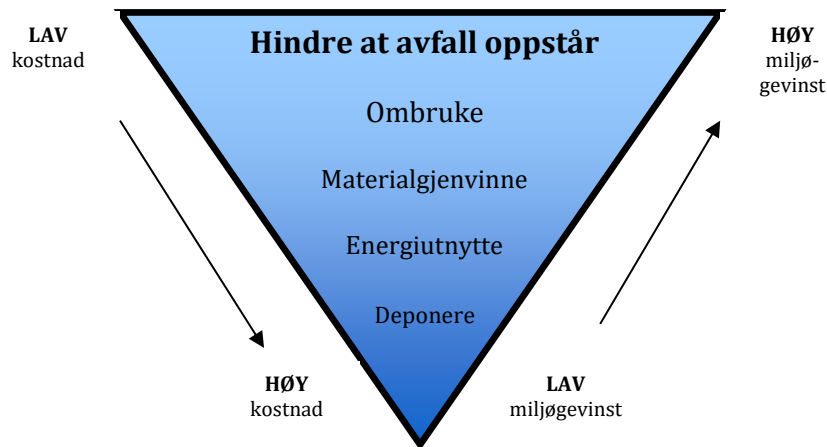 LAV
kostnad
Hindre at avfall oppstår
HØY
miljø-
gevinst
Ombruke
Materialgjenvinne
Energiutnytte
Deponere
HØY
kostnad
LAV
miljøgevinst